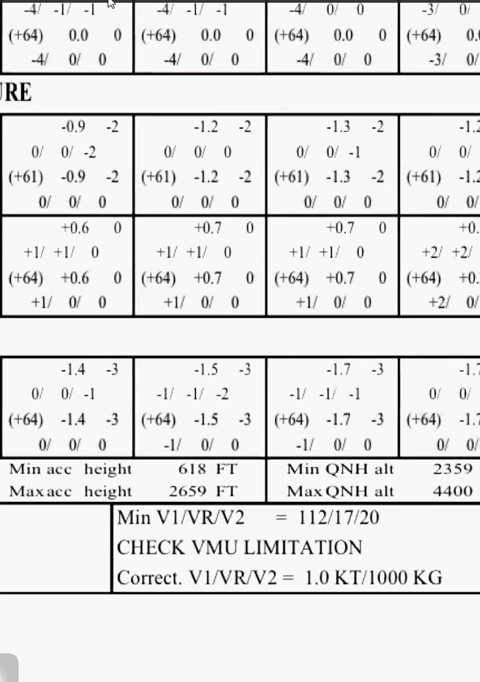 -4/ -1/ -1 -4/ -1/ -1 -4/ 0/ 0 -3/ 0/
(+64) 0.0 0 (+64) 0.0 0 (+64) 0.0 0 (+64)
-4/ 0/ 0 -4/ 0/ 0 -4/ 0/ 0 -3/ 0/
-0.9 -2 -1.2 -2 -1.3 -2
0/ 0/ -2 0/ 0/ 0 0/ 0/ -1 0/ 0/
(+61) -0.9 -2 (+61) -1.2 -2 (+61) -1.3 -2 (+61)
0/ 0/ 0 0/ 0/ 0 0/ 0/ 0 0/ 0/
+0.6 0 +0.7 0 +0.7 0
+1/ +1/ 0 +1/ +1/ 0 +1/ +1/ 0 +2/ +2/
(+64) +0.6 0 (+64) +0.7 0 (+64) +0.7 0 (+64)
+1/ 0/ 0 +1/ 0/ 0 +1/ 0/ 0 +2/ 0/
-1.4 -3 -1.5 -3 -1.7 -3
0/ 0/ -1 -1/ -1/ -2 -1/ -1/ -1 0/ 0/
(+64) -1.4 -3 (+64) -1.5 -3 (+64) -1.7 -3 (+64)
0/ 0/ 0 -1/ 0/ 0 -1/ 0/ 0 0/ 0/
Min acc height 618 FT Min QNH alt 2359
Max acc height 2659 FT Max QNH alt 4400
Min V1/VR/V2 = 112/17/20
CHECK VMU LIMITATION
Correct. V1/VR/V2 = 1.0 KT/1000 KG